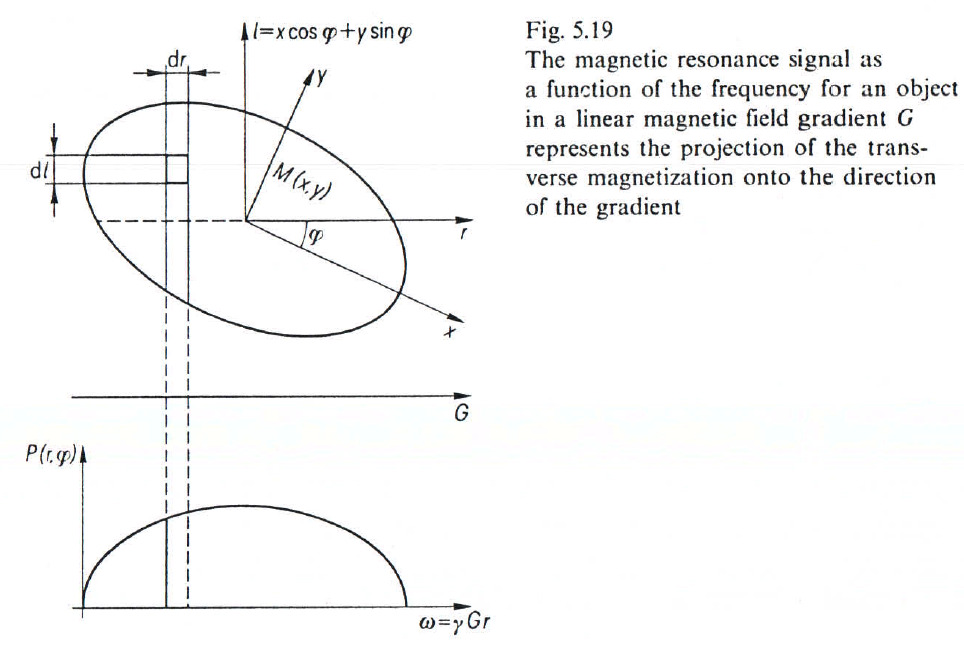 l=x cos φ+y sin φ
dr
y
dl
M(x,y)
r
φ
x
G
P(r,φ)
ω=γGr
Fig. 5.19
The magnetic resonance signal as
a function of the frequency for an object
in a linear magnetic field gradient G
represents the projection of the trans-
verse magnetization onto the direction
of the gradient